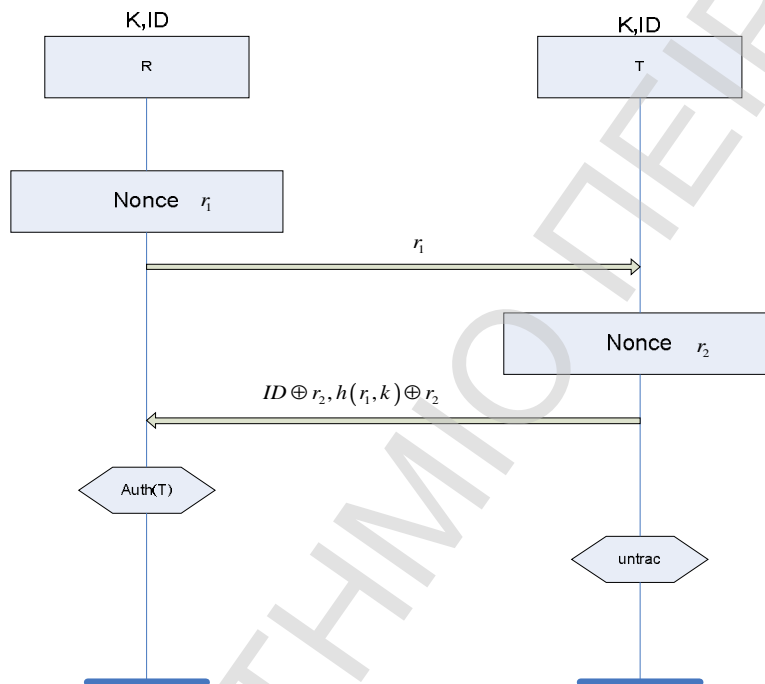 K,ID
K,ID
R
T
Nonce r₁
r₁
Nonce r₂
ID ⊕ r₂, h(r₁, k) ⊕ r₂
Auth(T)
untrac